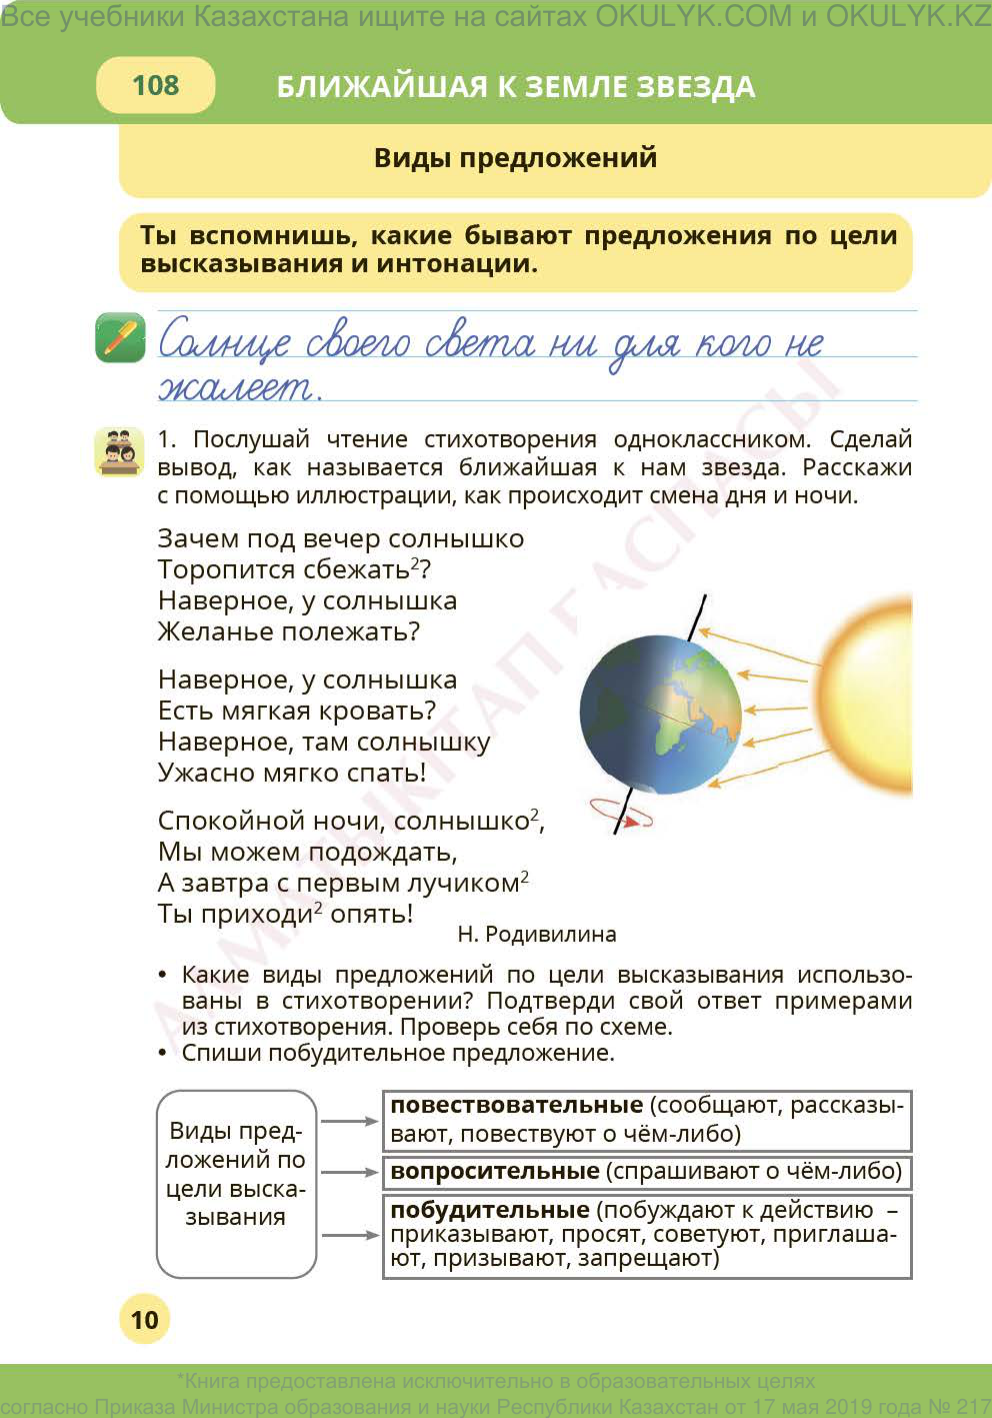 Все учебники Казахстана ищите на сайтах OKULYK.COM и OKULYK.KZ
108
БЛИЖАЙШАЯ К ЗЕМЛЕ ЗВЕЗДА
Виды предложений
Ты вспомнишь, какие бывают предложения по цели
высказывания и интонации.
Солнце своего света ни для кого не
жалеет.
1. Послушай чтение стихотворения одноклассником. Сделай
вывод, как называется ближайшая к нам звезда. Расскажи
с помощью иллюстрации, как происходит смена дня и ночи.
Зачем под вечер солнышко
Торопится сбежать²?
Наверное, у солнышка
Желанье полежать?
Наверное, у солнышка
Есть мягкая кровать?
Наверное, там солнышку
Ужасно мягко спать!
Спокойной ночи, солнышко²,
Мы можем подождать,
А завтра с первым лучиком²
Ты приходи² опять!
Н. Родивилина
• Какие виды предложений по цели высказывания использо-
ваны в стихотворении? Подтверди свой ответ примерами
из стихотворения. Проверь себя по схеме.
• Спиши побудительное предложение.
Виды пред-
ложений по
цели выска-
зывания
повествовательные (сообщают, рассказы-
вают, повествуют о чём-либо)
вопросительные (спрашивают о чём-либо)
побудительные (побуждают к действию –
приказывают, просят, советуют, приглаша-
ют, призывают, запрещают)
10
АЛМАТЫКІТАП БАСПАСЫ
*Книга предоставлена исключительно в образовательных целях
согласно Приказа Министра образования и науки Республики Казахстан от 17 мая 2019 года № 217